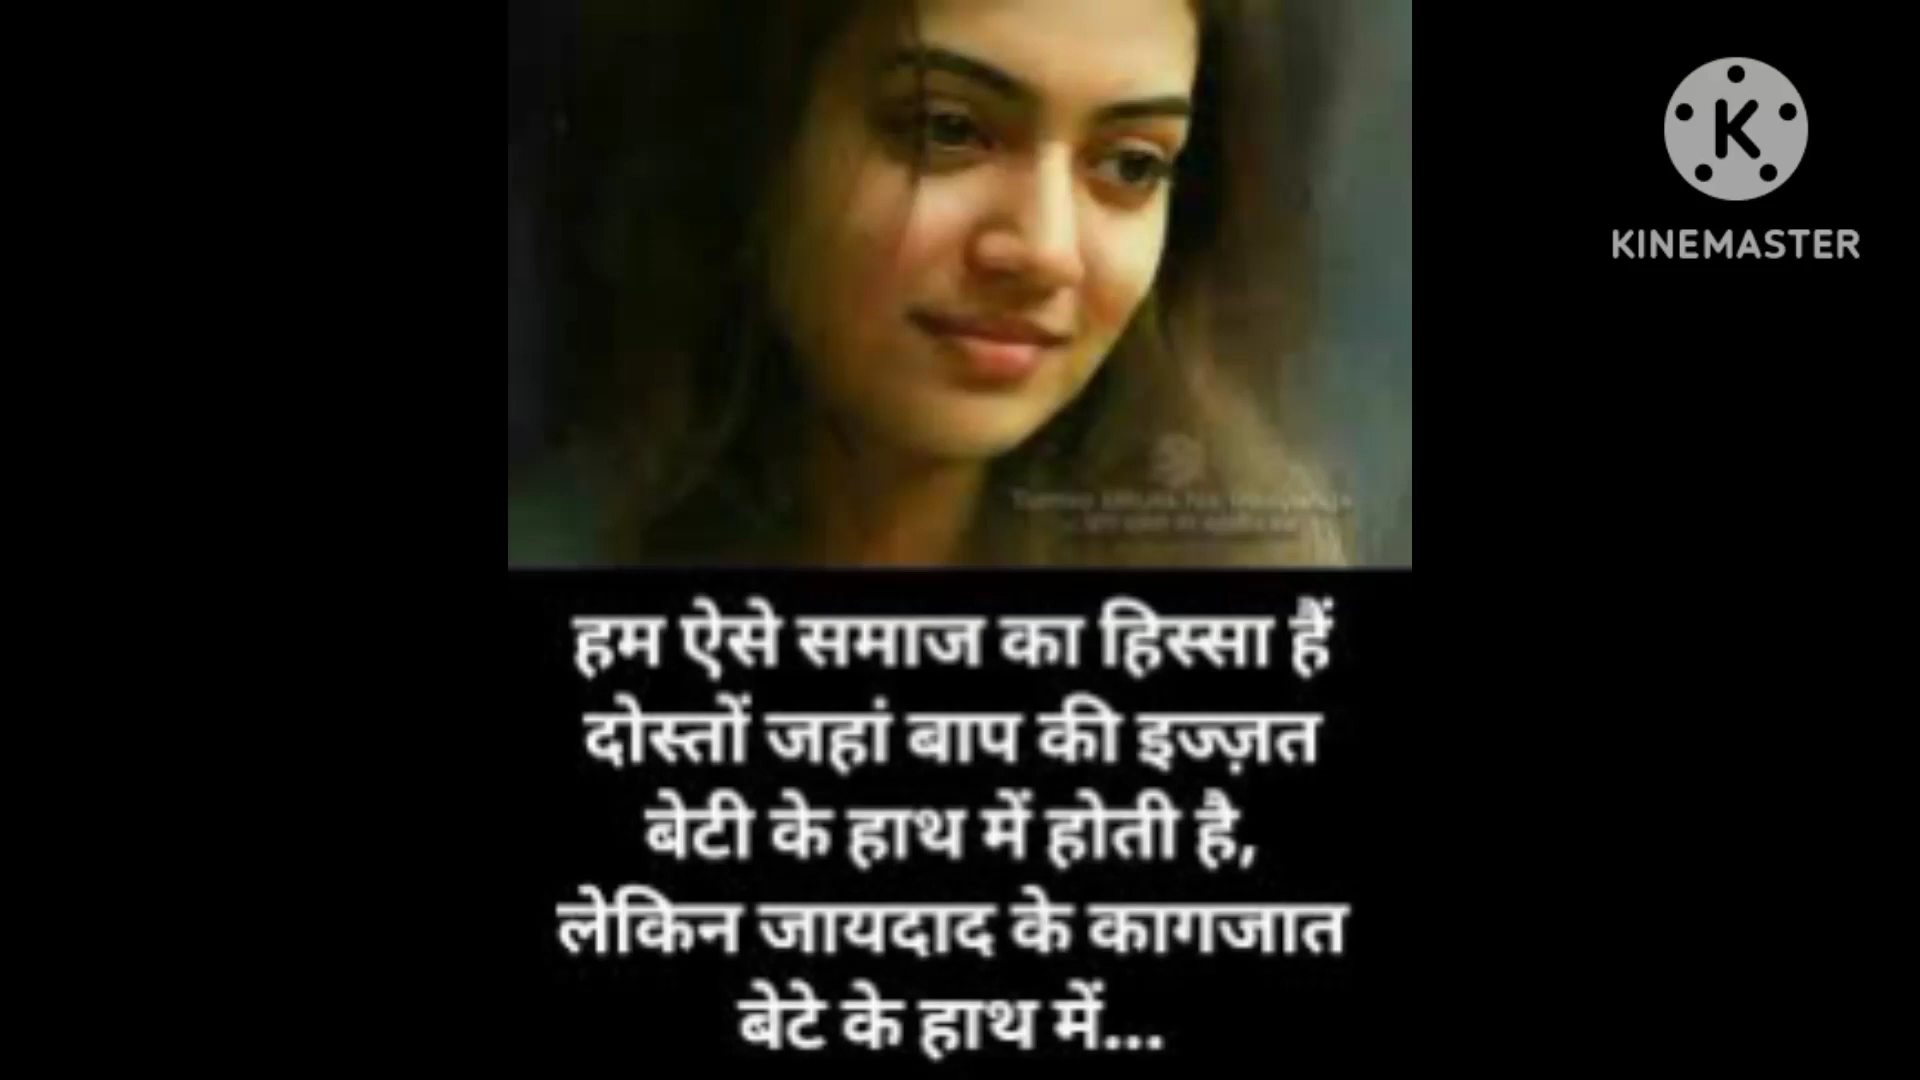 KINEMASTER
हम ऐसे समाज का हिस्सा हैं
दोस्तों जहां बाप की इज्ज़त
बेटी के हाथ में होती है,
लेकिन जायदाद के कागजात
बेटे के हाथ में...